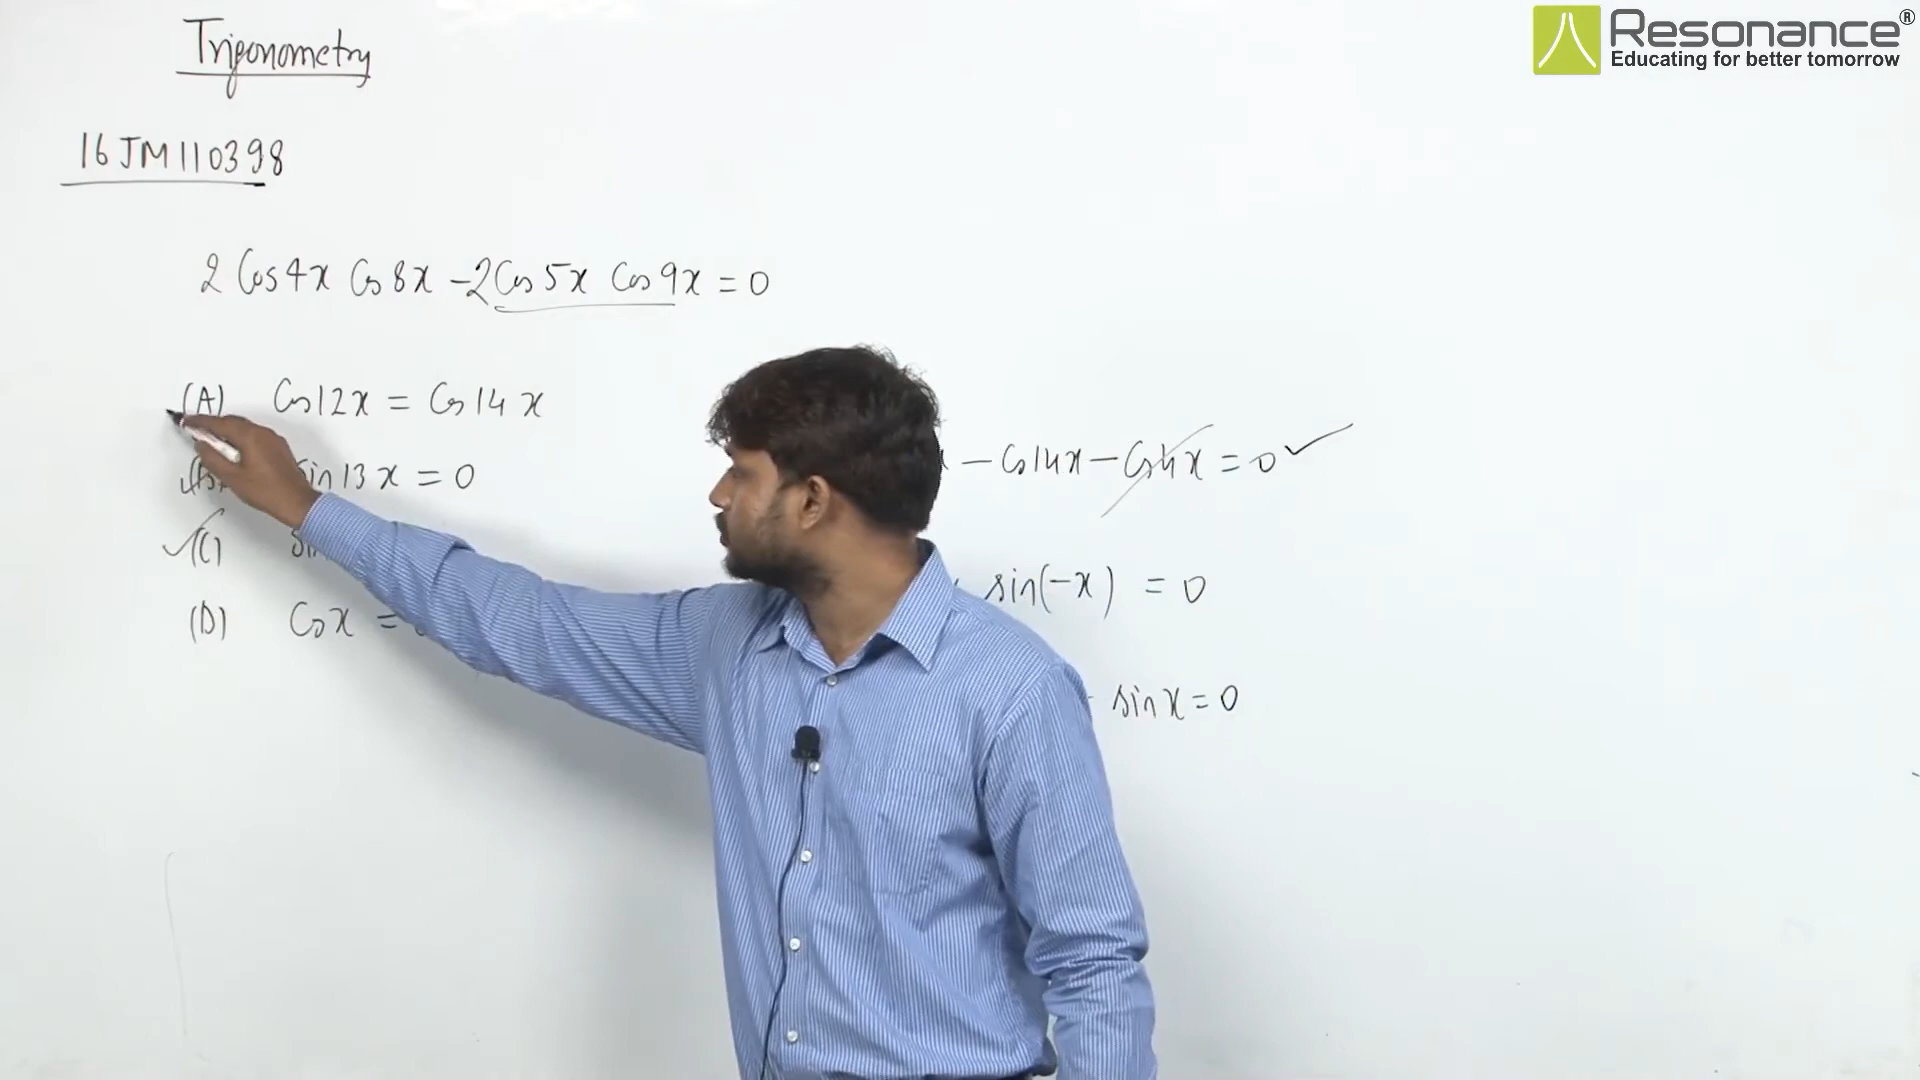 Resonance®
Educating for better tomorrow
Trigonometry
16JM110398
2 Cos4x Cos8x -2Cos5x Cos9x = 0
(A) Cos12x = Cos14x
sin13x = 0
(C)
(D) Cosx =
- Cos14x - Cos4x = 0
sin(-x) = 0
sinx = 0